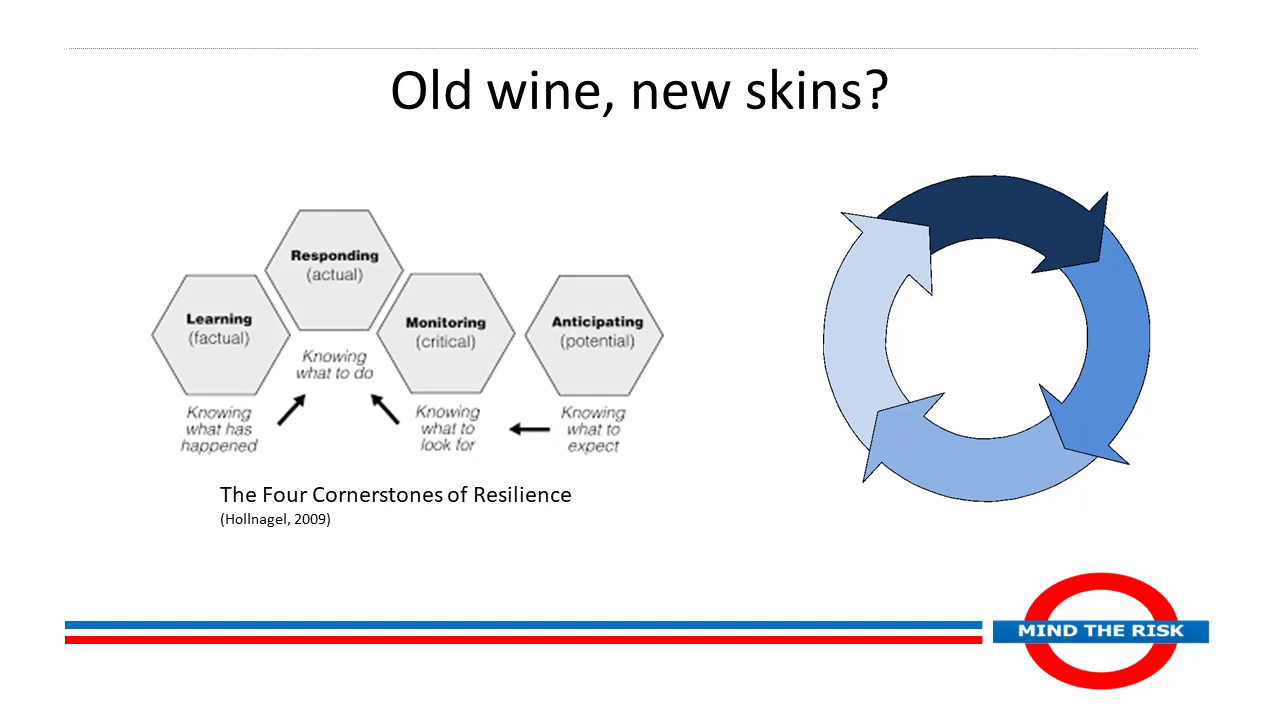 Old wine, new skins?
Responding
(actual)
Learning
(factual)
Monitoring
(critical)
Anticipating
(potential)
Knowing
what to do
Knowing
what has
happened
Knowing
what to
look for
Knowing
what to
expect
The Four Cornerstones of Resilience
(Hollnagel, 2009)
MIND THE RISK